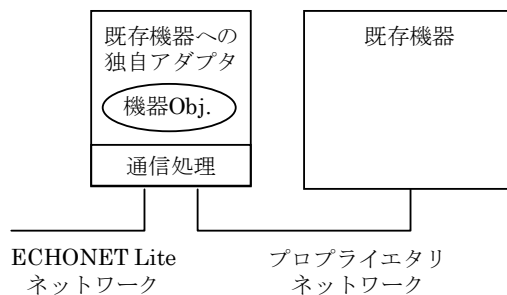 既存機器への
独自アダプタ
機器Obj.
通信処理
既存機器
ECHONET Lite
ネットワーク
プロプライエタリ
ネットワーク